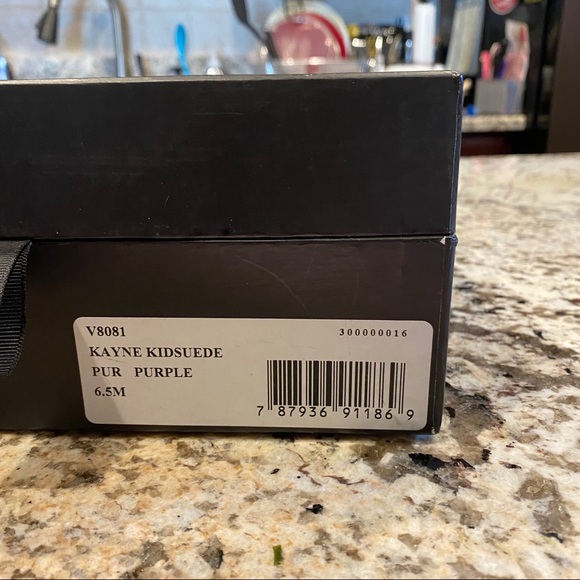 V8081 300000016
KAYNE KIDSUEDE
PUR PURPLE
6.5M
7 87936 91186 9